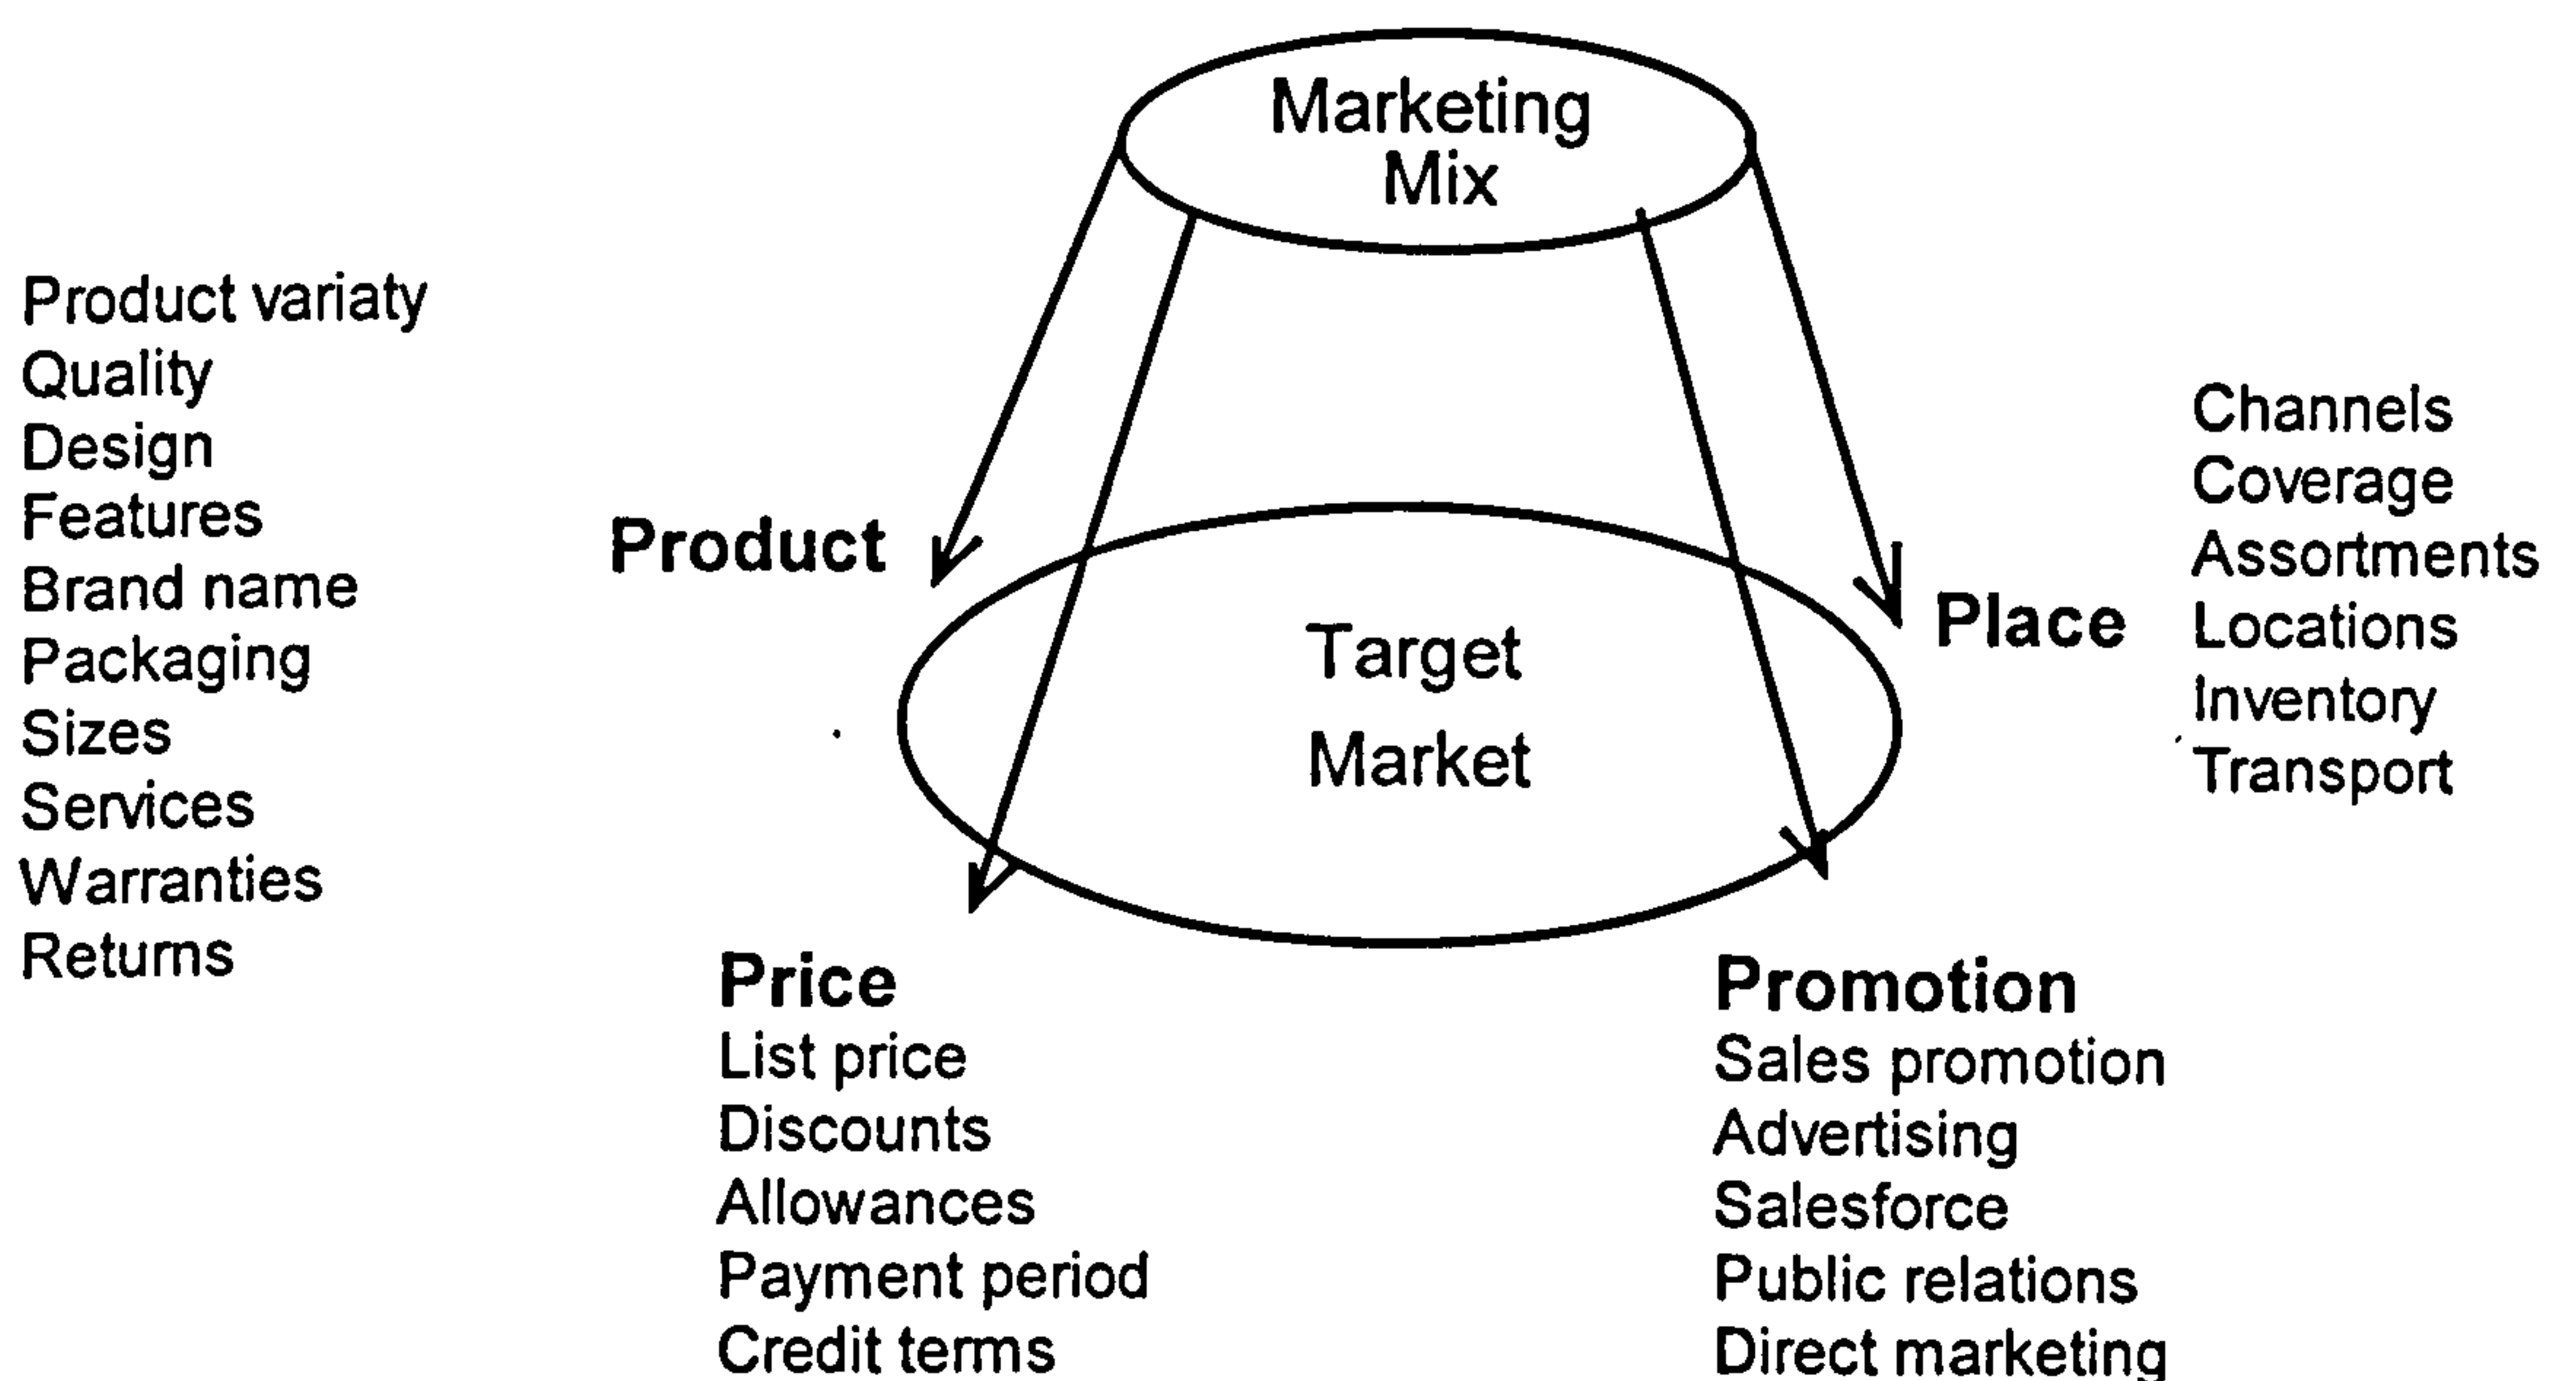 Marketing
Mix
Product variaty
Quality
Design
Features
Brand name
Packaging
Sizes
Services
Warranties
Returns
Product
Target
Market
Place
Channels
Coverage
Assortments
Locations
Inventory
Transport
Price
List price
Discounts
Allowances
Payment period
Credit terms
Promotion
Sales promotion
Advertising
Salesforce
Public relations
Direct marketing